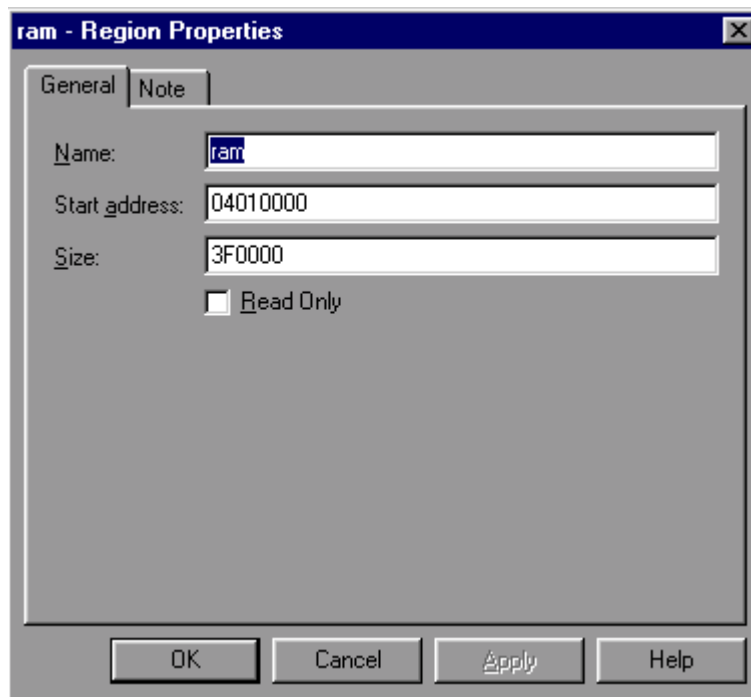 ram - Region Properties
General Note
Name: ram
Start address: 04010000
Size: 3F0000
Read Only
OK Cancel Apply Help